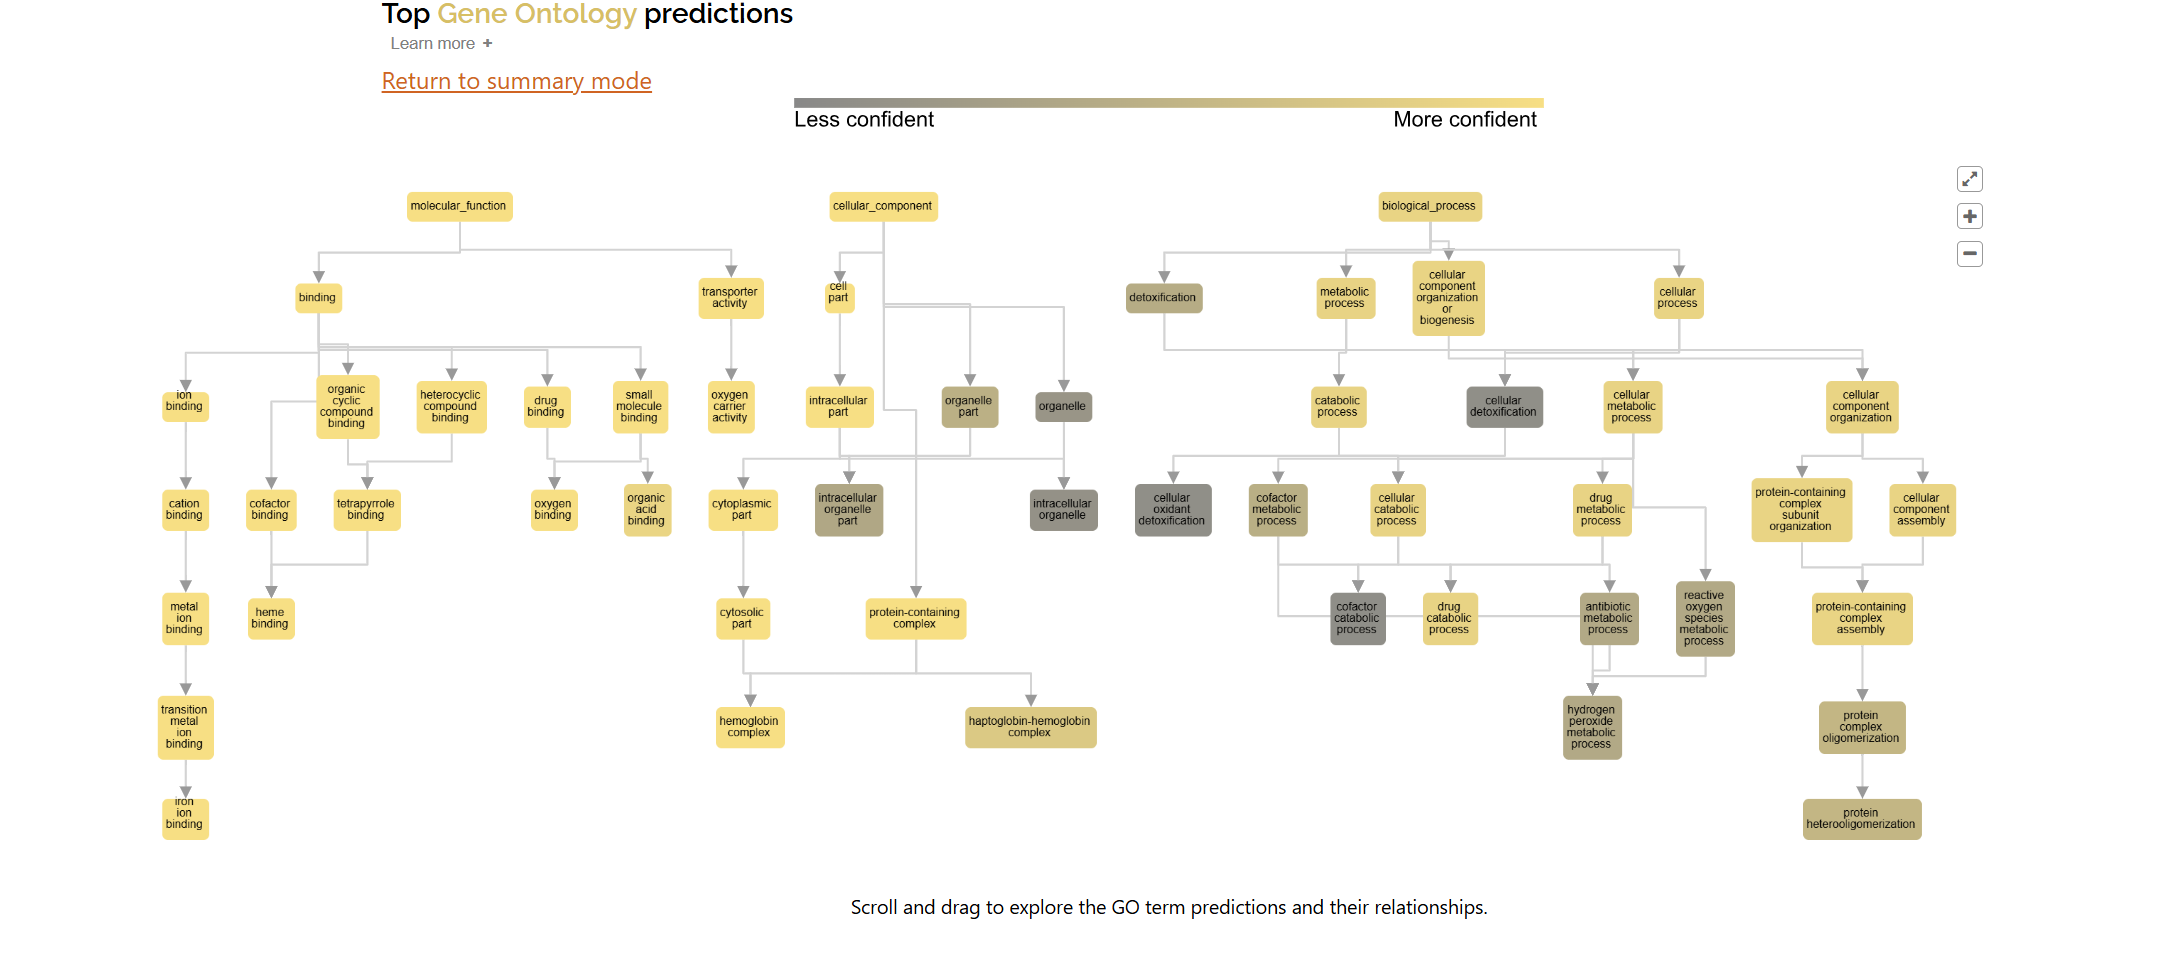 Top Gene Ontology predictions
Learn more +
Return to summary mode
Less confident
More confident
molecular_function
cellular_component
biological_process
binding
transporter
activity
cell
part
detoxification
metabolic
process
cellular
component
organization
or
biogenesis
cellular
process
ion
binding
organic
cyclic
compound
binding
heterocyclic
compound
binding
drug
binding
small
molecule
binding
oxygen
carrier
activity
intracellular
part
organelle
part
organelle
catabolic
process
cellular
detoxification
cellular
metabolic
process
cellular
component
organization
cation
binding
cofactor
binding
tetrapyrrole
binding
oxygen
binding
organic
acid
binding
cytoplasmic
part
intracellular
organelle
part
intracellular
organelle
cellular
oxidant
detoxification
cofactor
metabolic
process
cellular
catabolic
process
drug
metabolic
process
protein-containing
complex
subunit
organization
cellular
component
assembly
metal
ion
binding
heme
binding
cytosolic
part
protein-containing
complex
cofactor
catabolic
process
drug
catabolic
process
antibiotic
metabolic
process
reactive
oxygen
species
metabolic
process
protein-containing
complex
assembly
transition
metal
ion
binding
hemoglobin
complex
haptoglobin-hemoglobin
complex
hydrogen
peroxide
metabolic
process
protein
complex
oligomerization
iron
ion
binding
protein
heterooligomerization
Scroll and drag to explore the GO term predictions and their relationships.